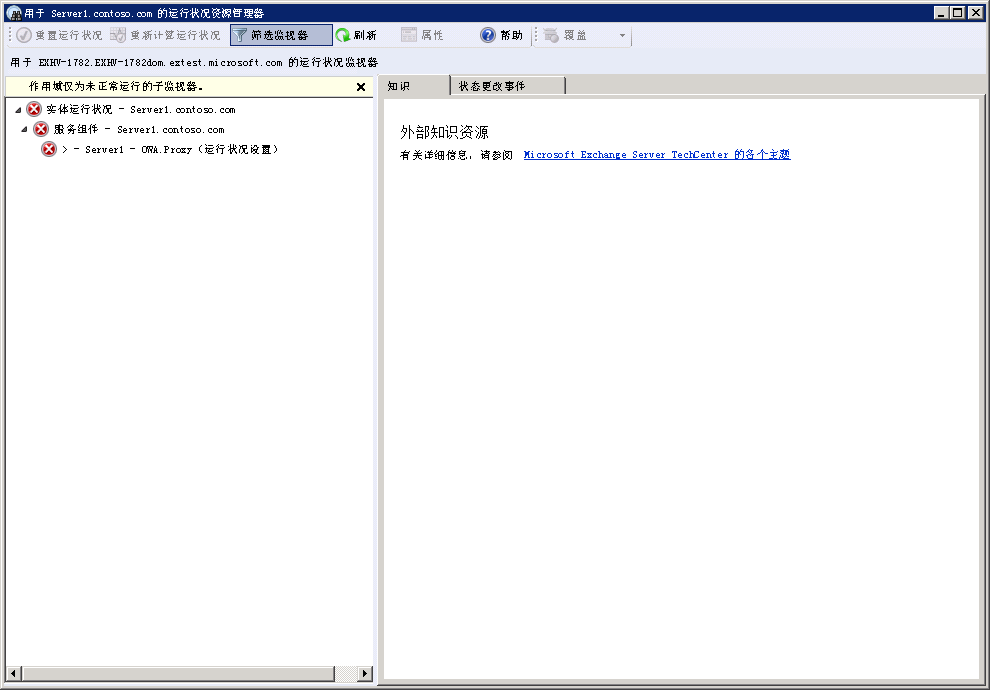 用于 Server1.contoso.com 的运行状况资源管理器
重置运行状况 重新计算运行状况 筛选监视器 刷新 属性 帮助 覆盖
用于 EXHV-1782.EXHV-1782dom.extest.microsoft.com 的运行状况监视器
作用域仅为未正常运行的子监视器。
实体运行状况 - Server1.contoso.com
服务组件 - Server1.contoso.com
> - Server1 - OWA.Proxy（运行状况设置）
知识 状态更改事件
外部知识资源
有关详细信息，请参阅 Microsoft Exchange Server TechCenter 的各个主题